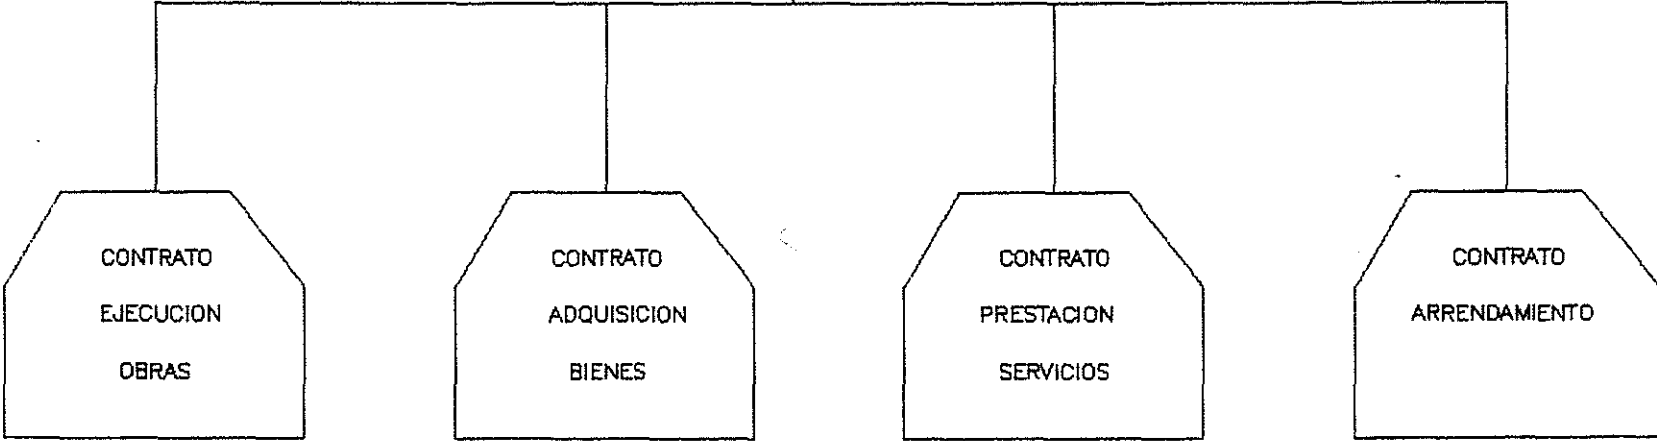 CONTRATO
EJECUCION
OBRAS
CONTRATO
ADQUISICION
BIENES
CONTRATO
PRESTACION
SERVICIOS
CONTRATO
ARRENDAMIENTO